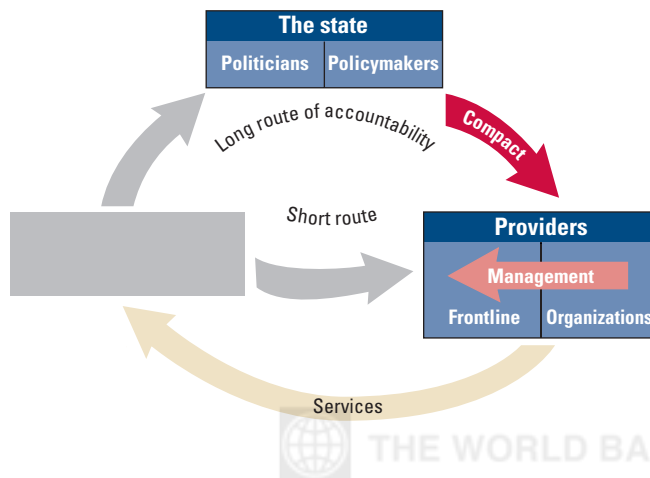 The state
Politicians
Policymakers
Long route of accountability
Compact
Short route
Providers
Management
Frontline
Organizations
Services
THE WORLD BA